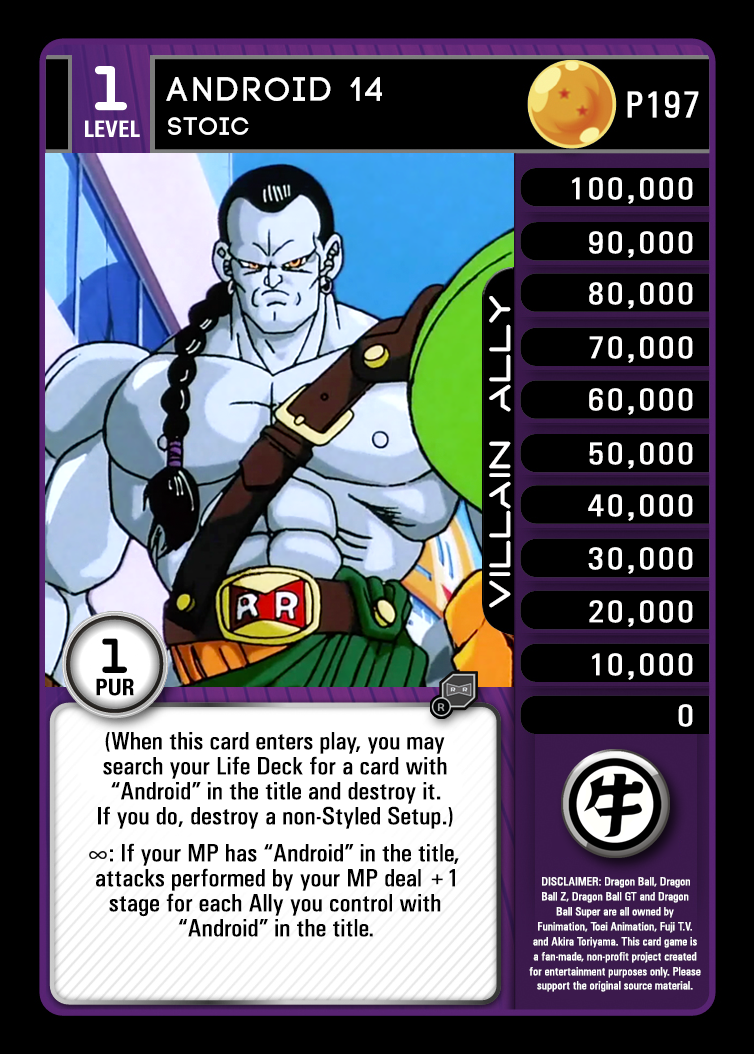 1
LEVEL
ANDROID 14
STOIC
P197
100,000
90,000
80,000
70,000
60,000
50,000
40,000
30,000
20,000
10,000
0
VILLAIN ALLY
R R
1
PUR
R R
R
(When this card enters play, you may
search your Life Deck for a card with
“Android” in the title and destroy it.
If you do, destroy a non-Styled Setup.)
∞: If your MP has “Android” in the title,
attacks performed by your MP deal +1
stage for each Ally you control with
“Android” in the title.
牛
DISCLAIMER: Dragon Ball, Dragon
Ball Z, Dragon Ball GT and Dragon
Ball Super are all owned by
Funimation, Toei Animation, Fuji T.V.
and Akira Toriyama. This card game is
a fan-made, non-profit project created
for entertainment purposes only. Please
support the original source material.